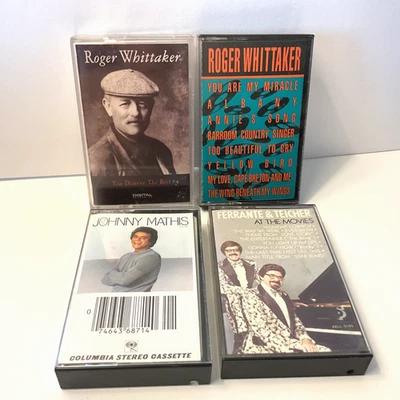 Roger Whittaker
You Deserve The Best
DIGITAL
ROGER WHITTAKER
YOU ARE MY MIRACLE
ALBANY
ANNIE'S SONG
BARROOM COUNTRY SINGER
TOO BEAUTIFUL TO CRY
YELLOW BIRD
MY LOVE, CAPE BRETON AND ME
THE WIND BENEATH MY WINGS
JOHNNY MATHIS
0 74643 68714
COLUMBIA STEREO CASSETTE
FERRANTE & TEICHER
AT THE MOVIES